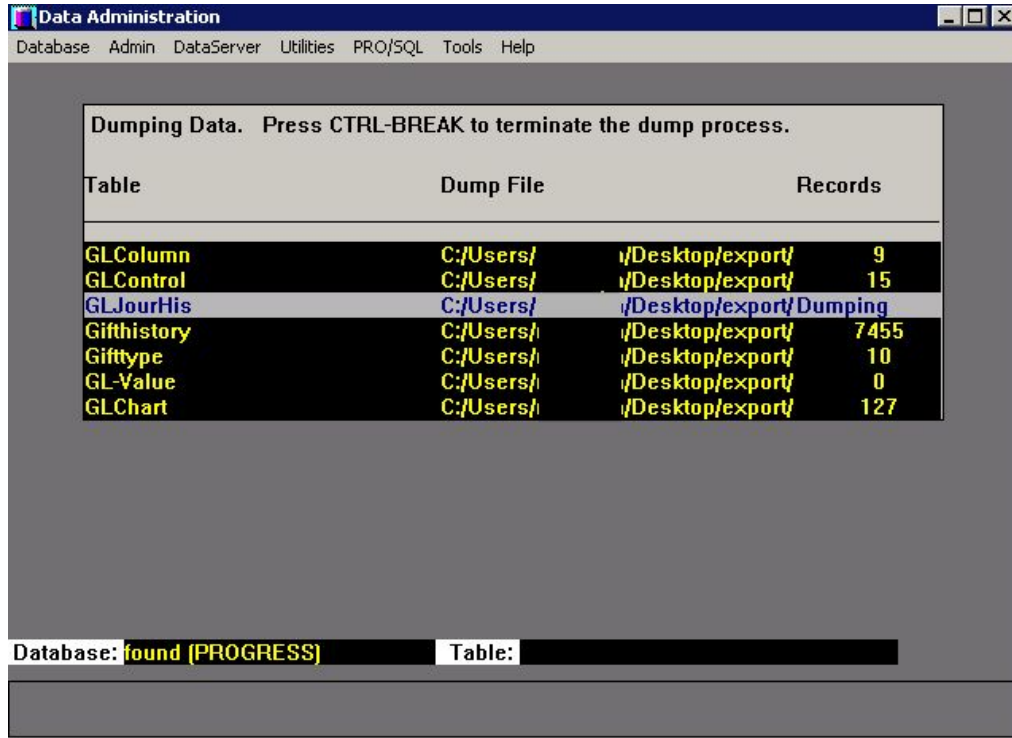 Data Administration
Database Admin DataServer Utilities PRO/SQL Tools Help
Dumping Data. Press CTRL-BREAK to terminate the dump process.
Table Dump File Records
GLColumn C:/Users/ /Desktop/export/ 9
GLControl C:/Users/ /Desktop/export/ 15
GLJourHis C:/Users/ /Desktop/export/ Dumping
Gifthistory C:/Users/ /Desktop/export/ 7455
Gifttype C:/Users/ /Desktop/export/ 10
GL-Value C:/Users/ /Desktop/export/ 0
GLChart C:/Users/ /Desktop/export/ 127
Database: found (PROGRESS) Table: